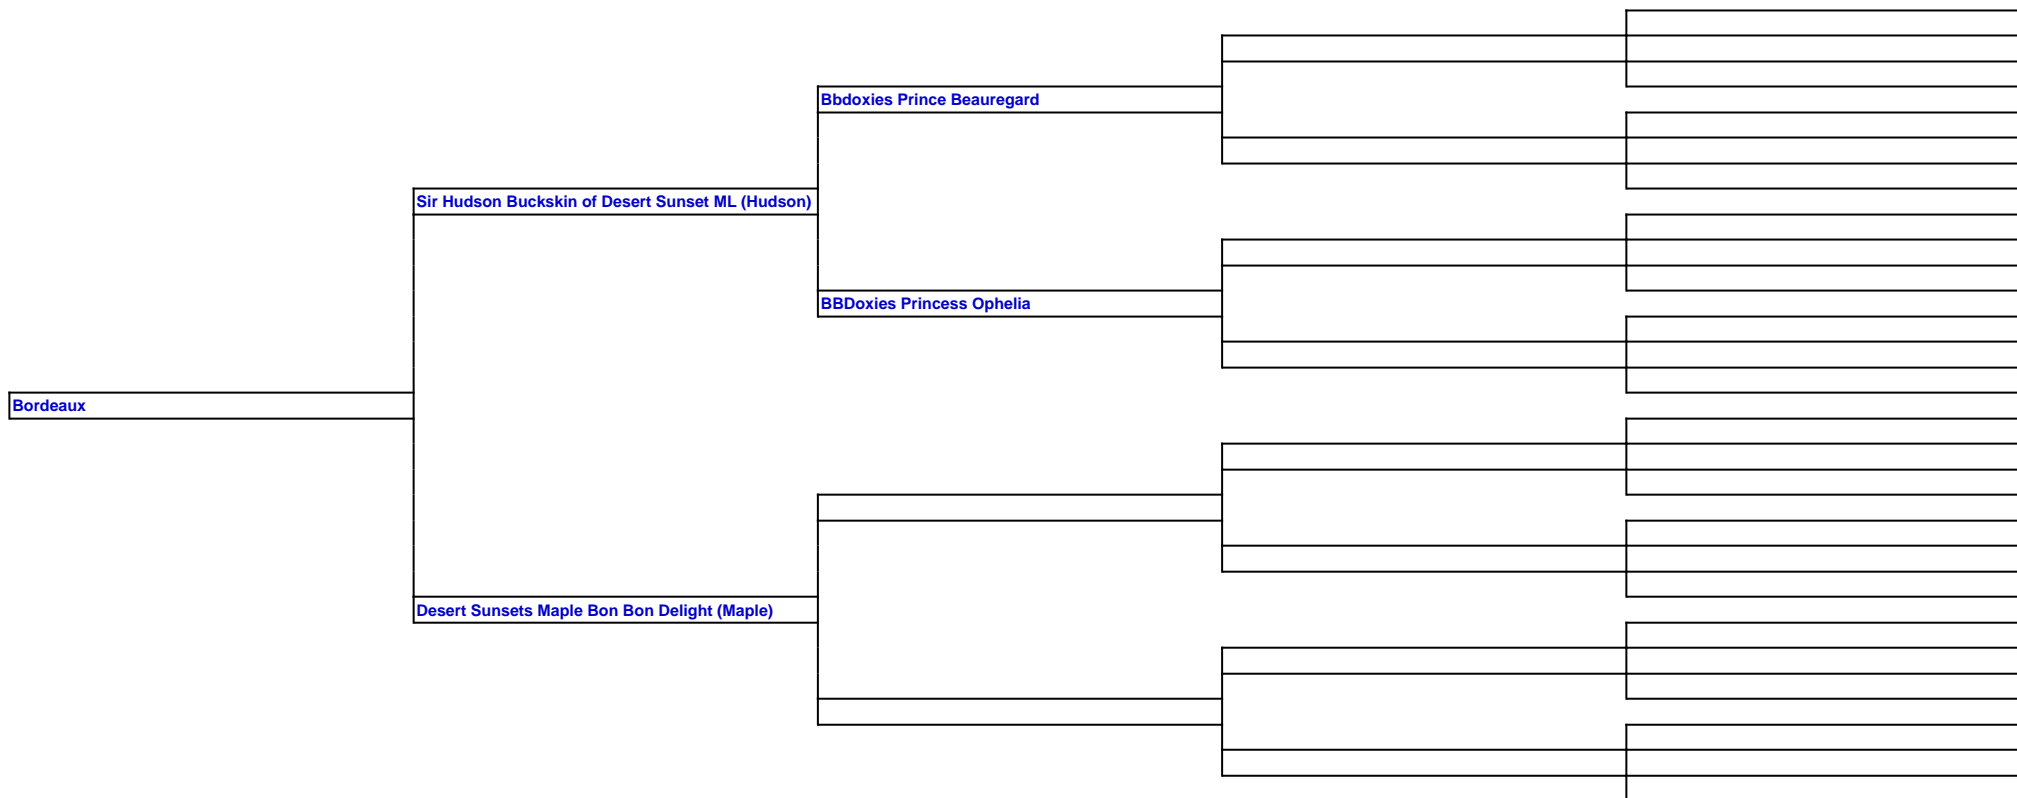 Bbdoxies Prince Beauregard
Sir Hudson Buckskin of Desert Sunset ML (Hudson)
BBDoxies Princess Ophelia
Bordeaux
Desert Sunsets Maple Bon Bon Delight (Maple)